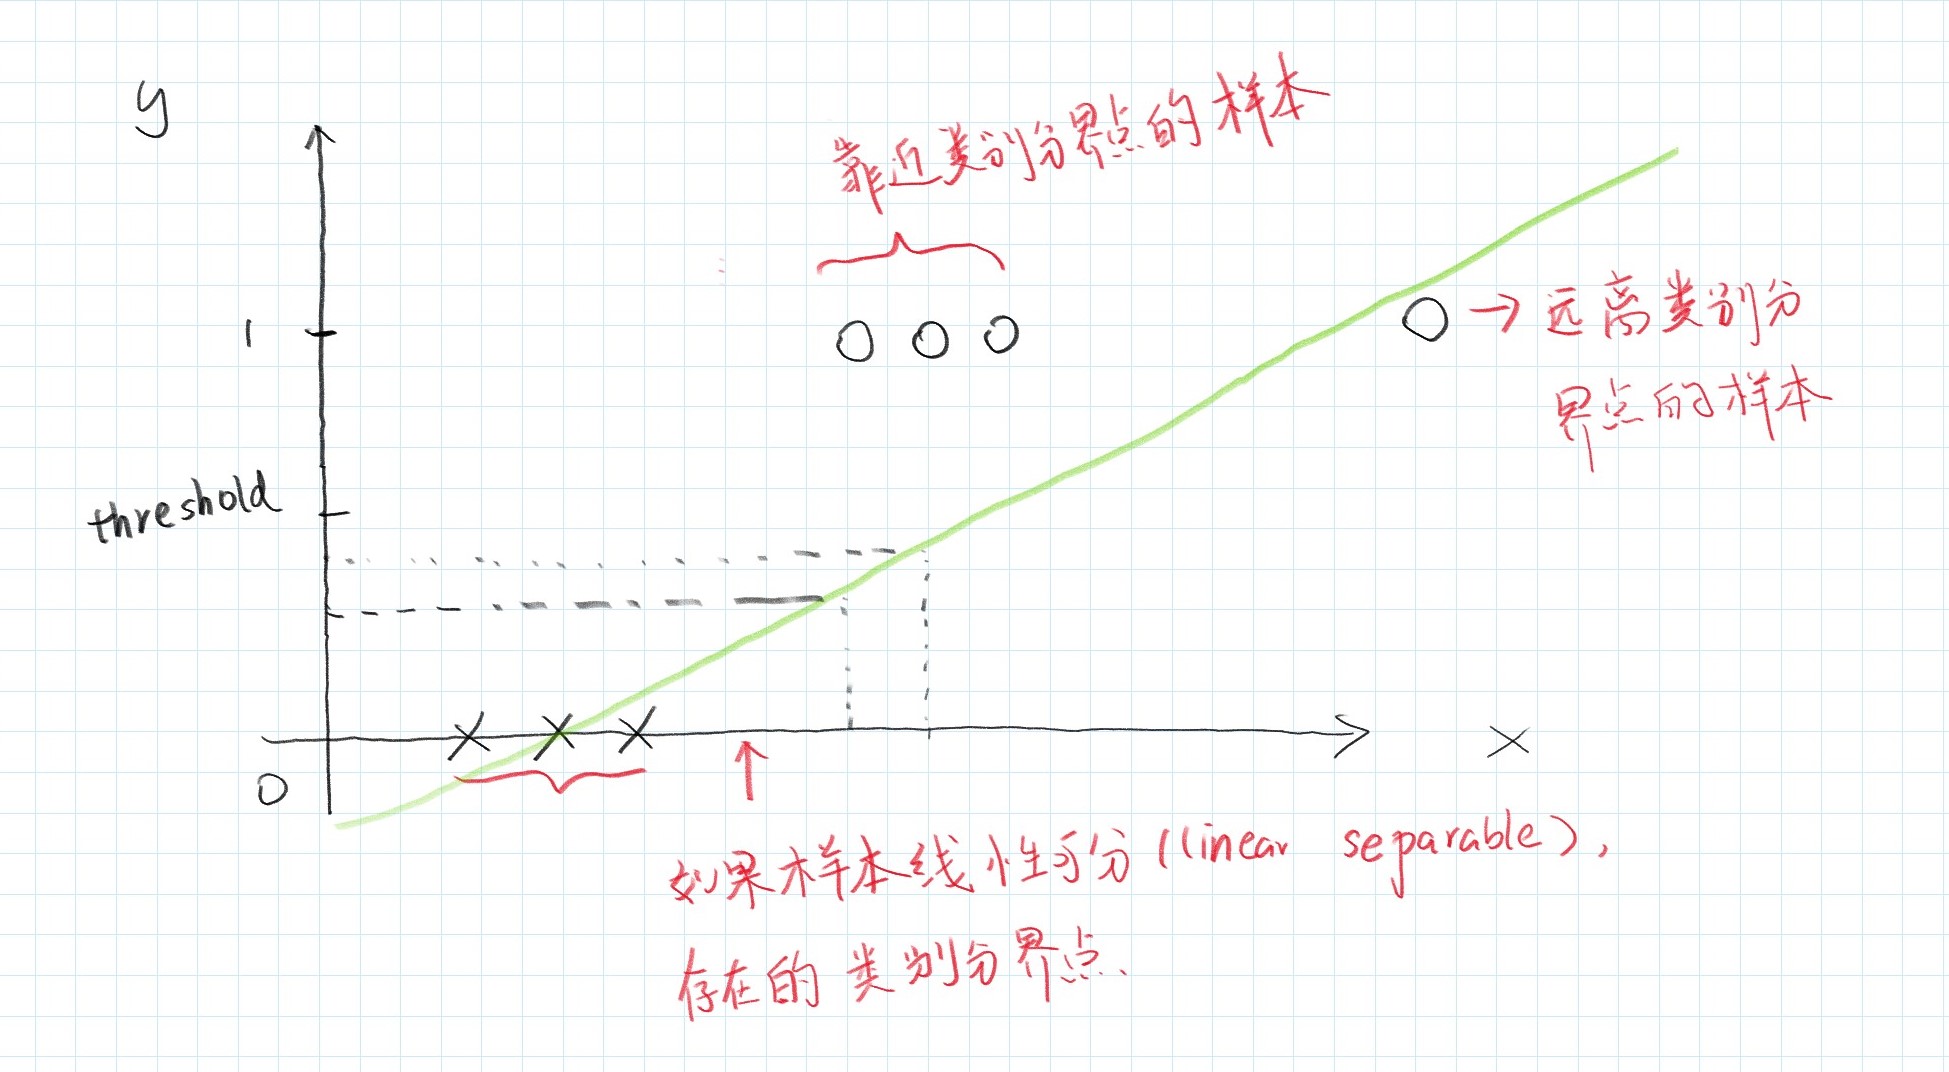 y
靠近类别分界点的样本
1
→ 远离类别分
界点的样本
threshold
0
x
如果样本线性可分 (linear separable),
存在的类别分界点